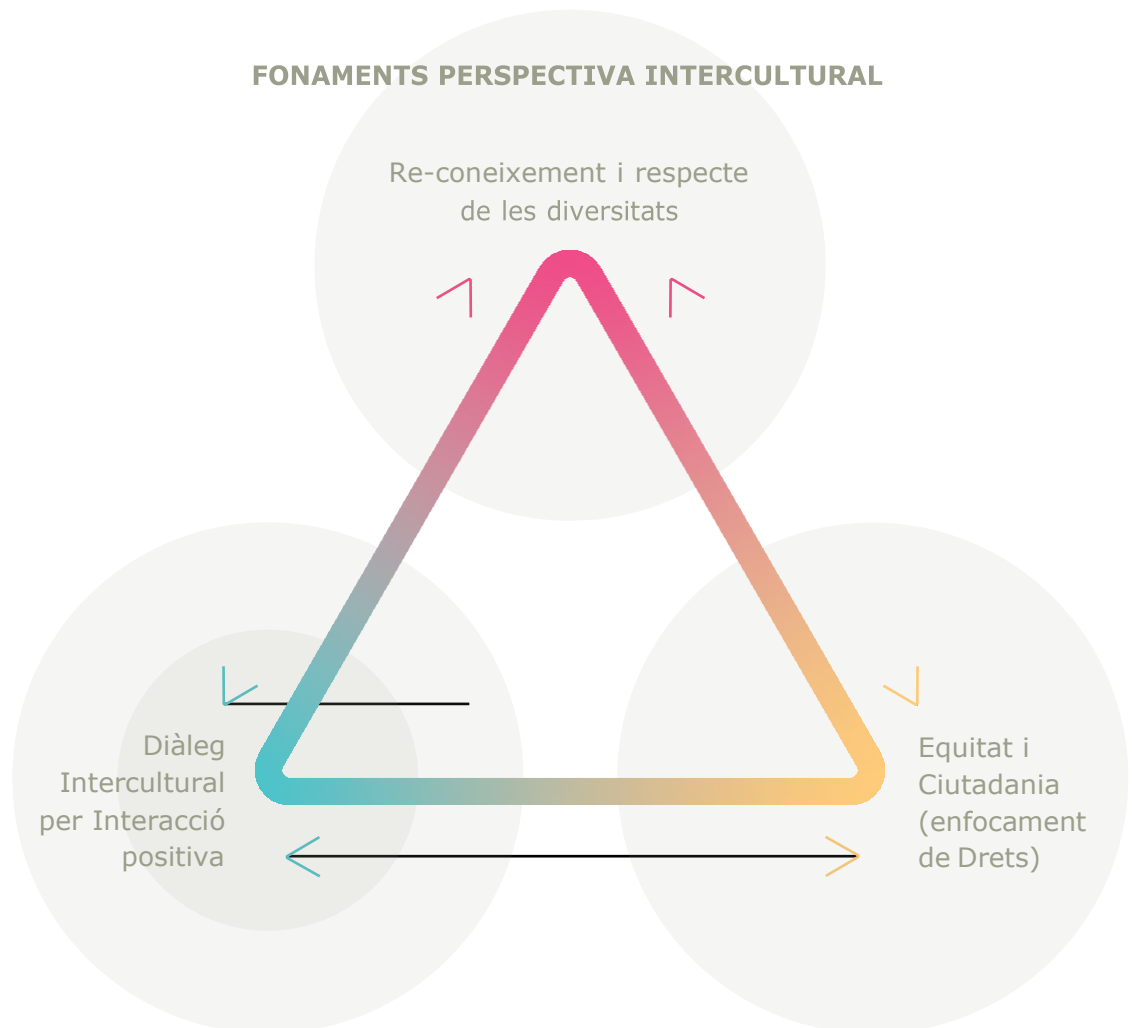 FONAMENTS PERSPECTIVA INTERCULTURAL
Re-coneixement i respecte
de les diversitats
Diàleg
Intercultural
per Interacció
positiva
Equitat i
Ciutadania
(enfocament
de Drets)